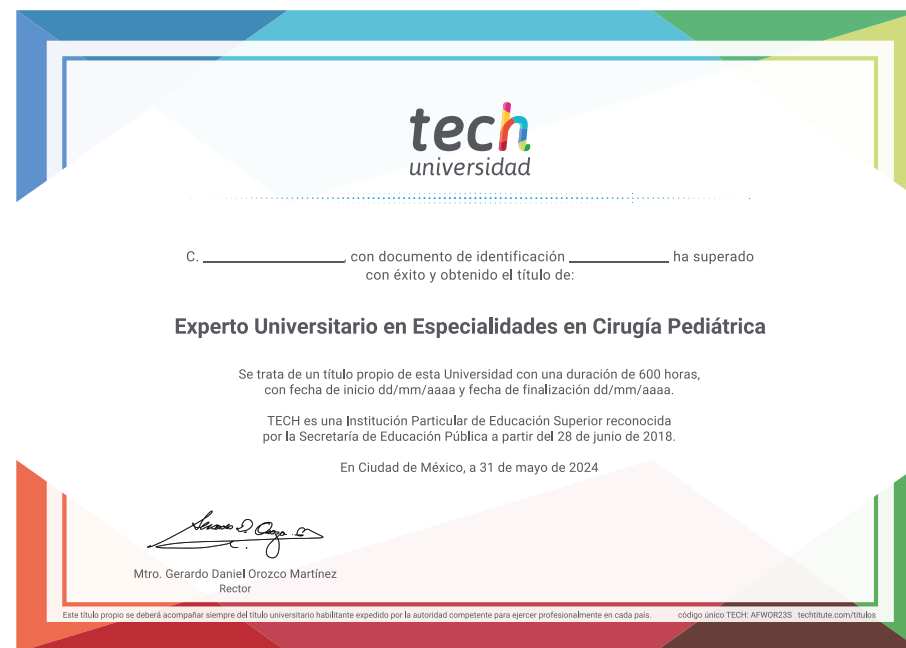 tech
universidad
C. ____________, con documento de identificación ____________ ha superado
con éxito y obtenido el título de:
Experto Universitario en Especialidades en Cirugía Pediátrica
Se trata de un título propio de esta Universidad con una duración de 600 horas,
con fecha de inicio dd/mm/aaaa y fecha de finalización dd/mm/aaaa.
TECH es una Institución Particular de Educación Superior reconocida
por la Secretaría de Educación Pública a partir del 28 de junio de 2018.
En Ciudad de México, a 31 de mayo de 2024
Mtro. Gerardo Daniel Orozco Martínez
Rector
Este título propio se deberá acompañar siempre del título universitario habilitante expedido por la autoridad competente para ejercer profesionalmente en cada país. código único TECH: AFWOR23S techtitute.com/titulos